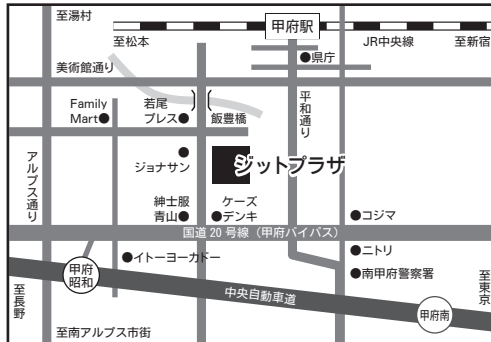 至湯村
甲府駅
至松本
JR中央線
至新宿
美術館通り
県庁
Family
Mart
若尾
プレス
飯豊橋
平和通り
アルプス通り
ジョナサン
ジットプラザ
紳士服
青山
ケーズ
デンキ
コジマ
国道20号線（甲府バイパス）
イトーヨーカドー
ニトリ
甲府
昭和
南甲府警察署
至長野
中央自動車道
至東京
甲府南
至南アルプス市街